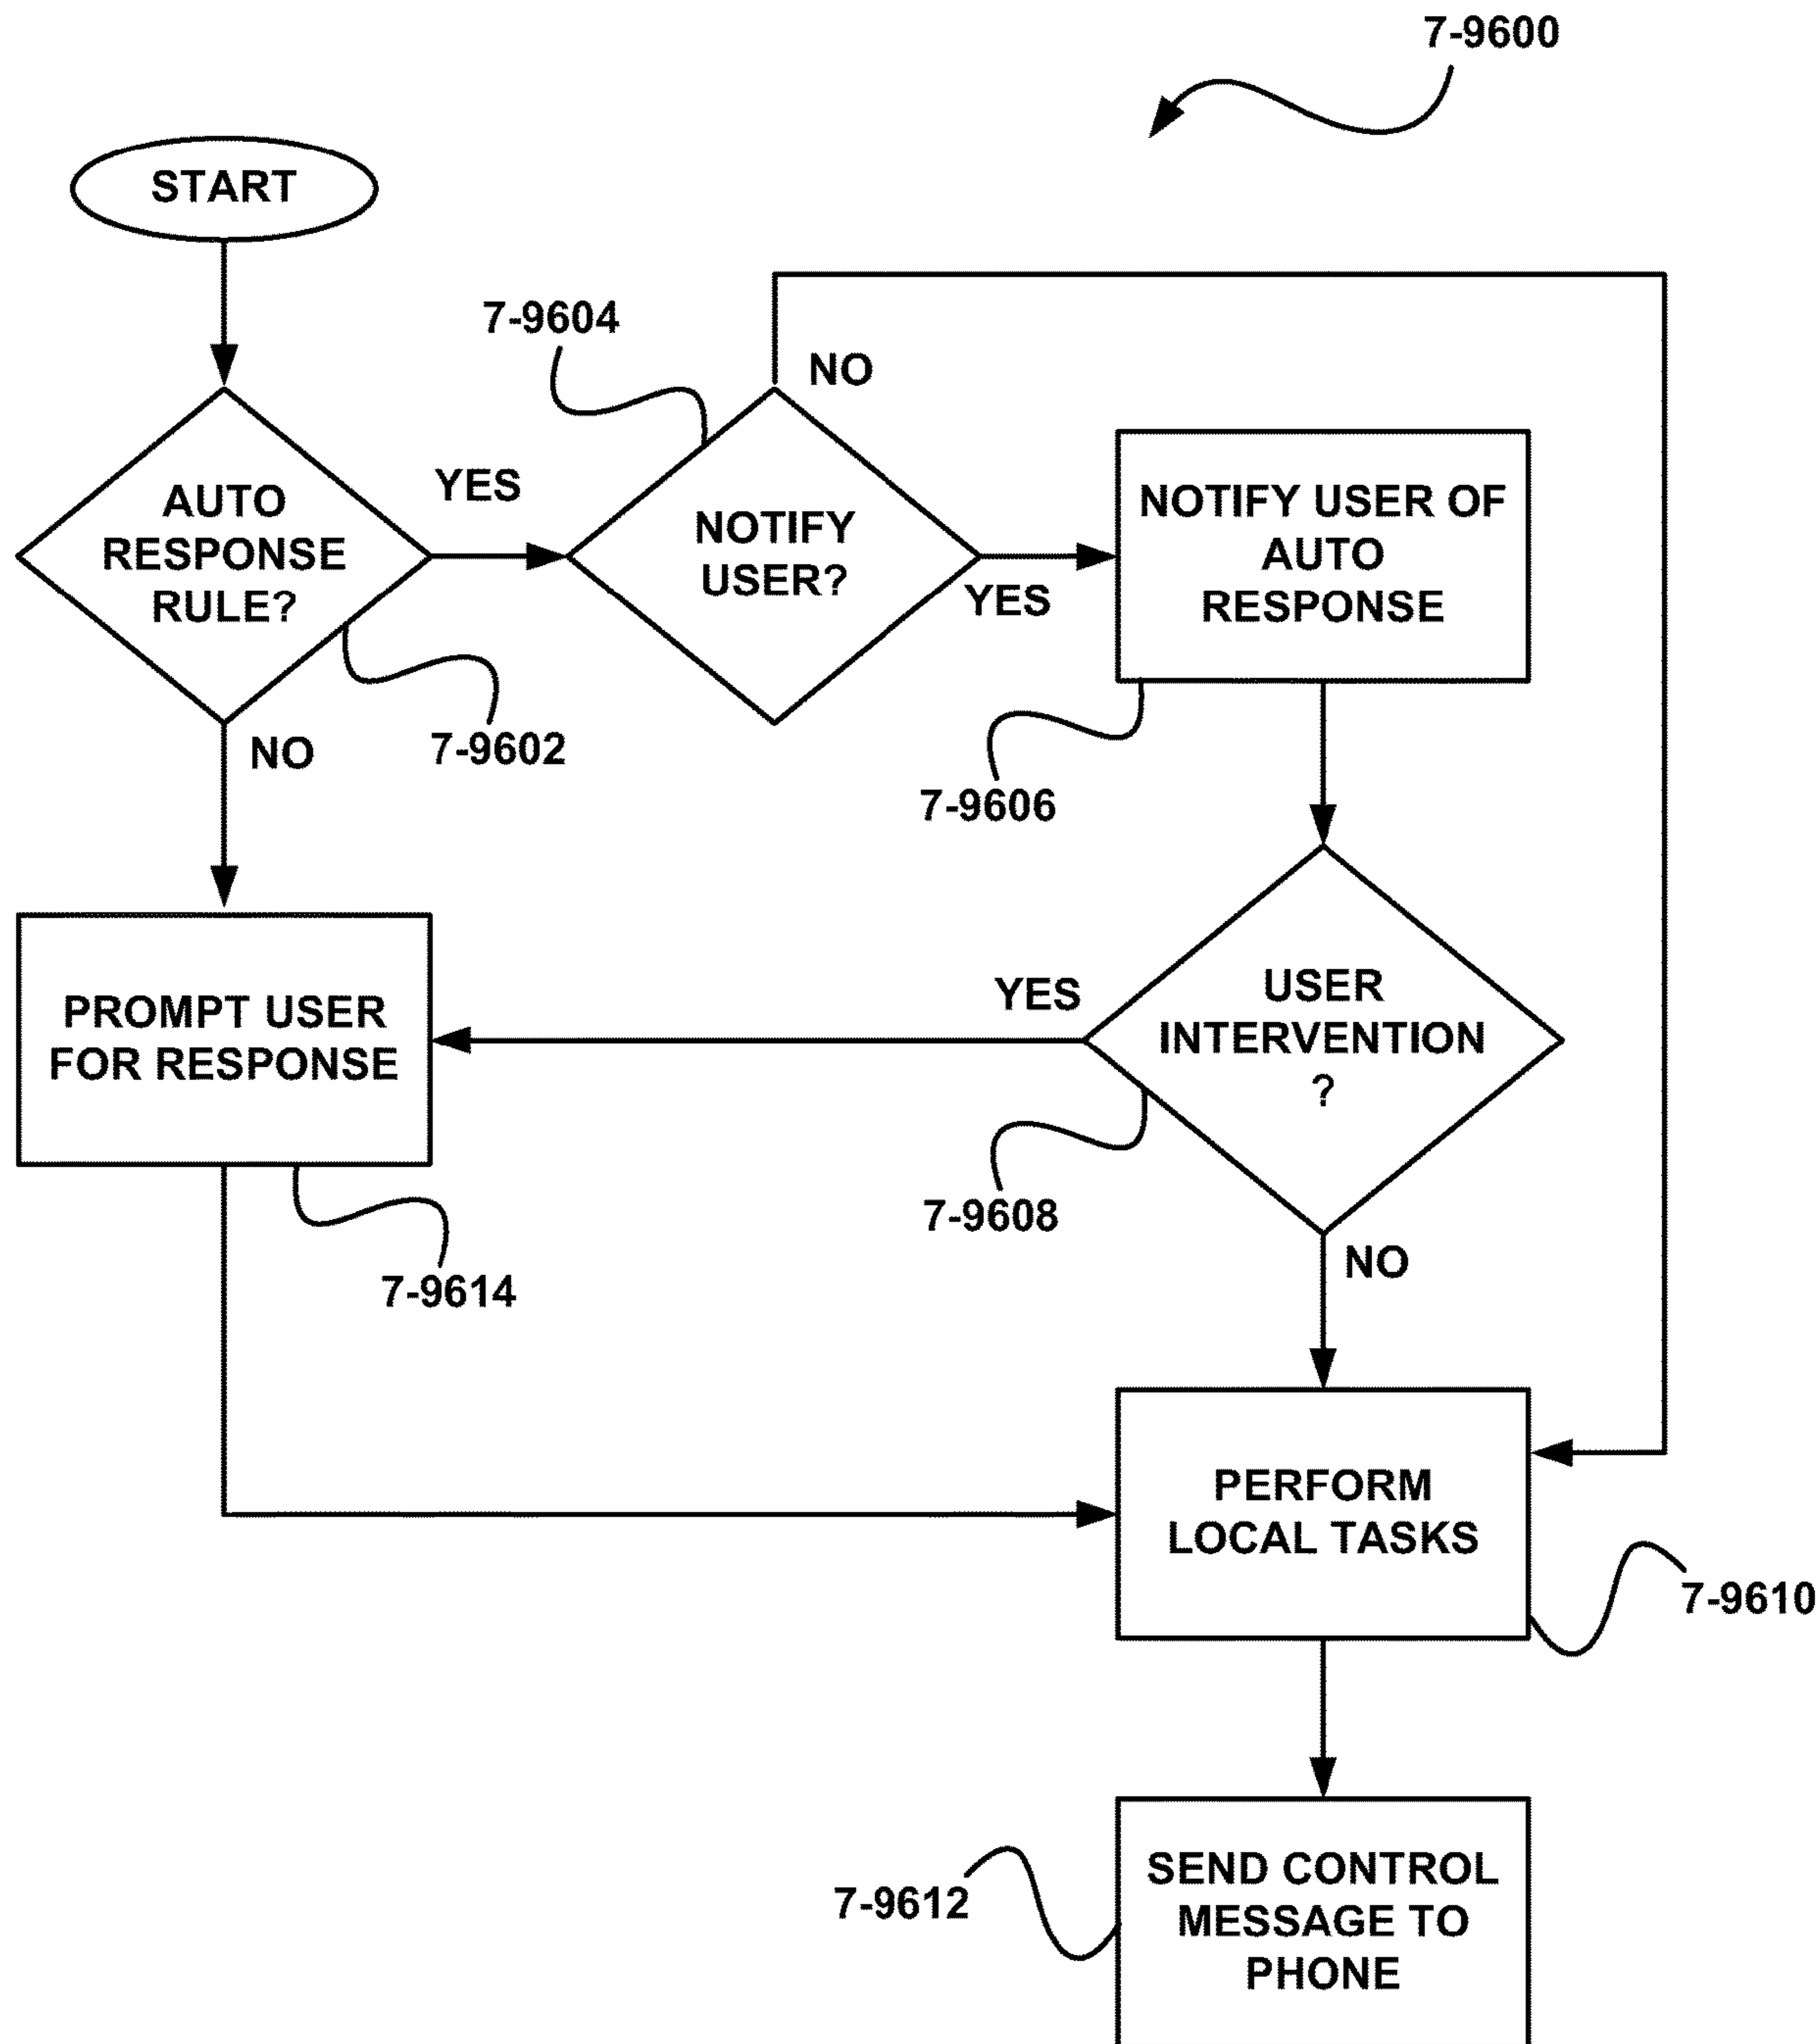 7-9600
START
7-9604
NO
YES
AUTO
RESPONSE
RULE?
NOTIFY
USER?
YES
NOTIFY USER OF
AUTO
RESPONSE
7-9602
NO
7-9606
PROMPT USER
FOR RESPONSE
YES
USER
INTERVENTION
?
7-9608
NO
7-9614
PERFORM
LOCAL TASKS
7-9610
7-9612
SEND CONTROL
MESSAGE TO
PHONE